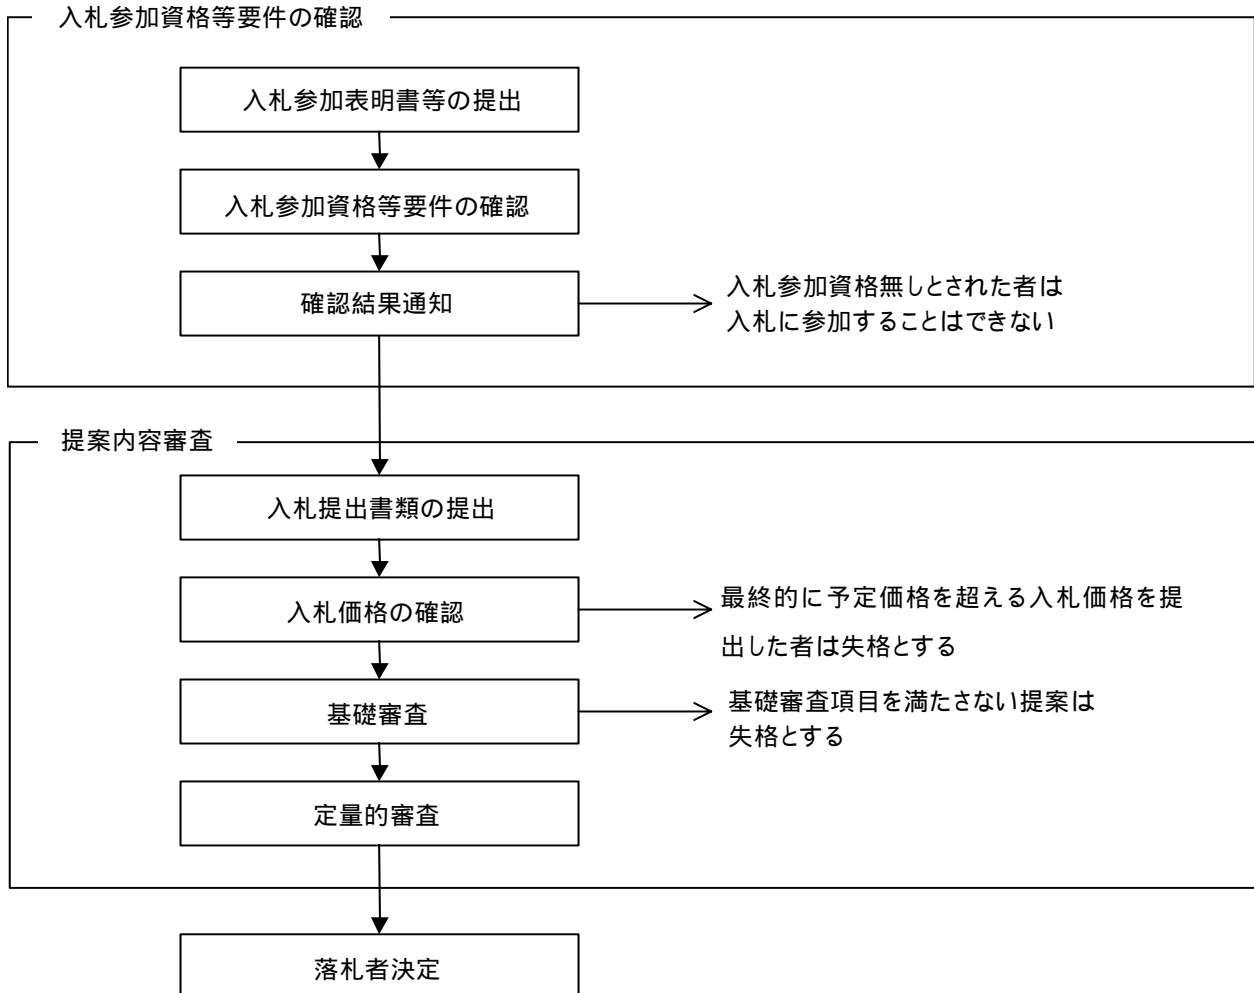 入札参加資格等要件の確認
入札参加表明書等の提出
入札参加資格等要件の確認
確認結果通知
入札参加資格無しとされた者は
入札に参加することはできない
提案内容審査
入札提出書類の提出
入札価格の確認
最終的に予定価格を超える入札価格を提
出した者は失格とする
基礎審査
基礎審査項目を満たさない提案は
失格とする
定量的審査
落札者決定